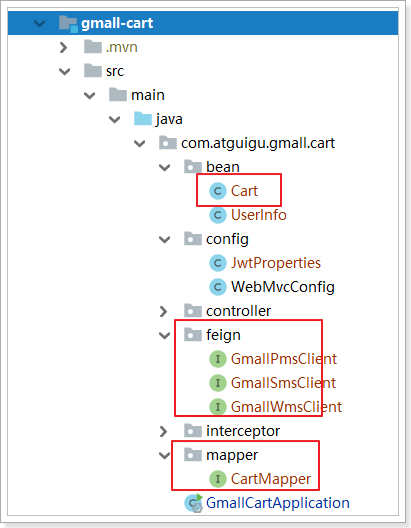 gmall-cart
.mvn
src
main
java
com.atguigu.gmall.cart
bean
C Cart
C UserInfo
config
C JwtProperties
C WebMvcConfig
controller
feign
I GmallPmsClient
I GmallSmsClient
I GmallWmsClient
interceptor
mapper
I CartMapper
C GmallCartApplication